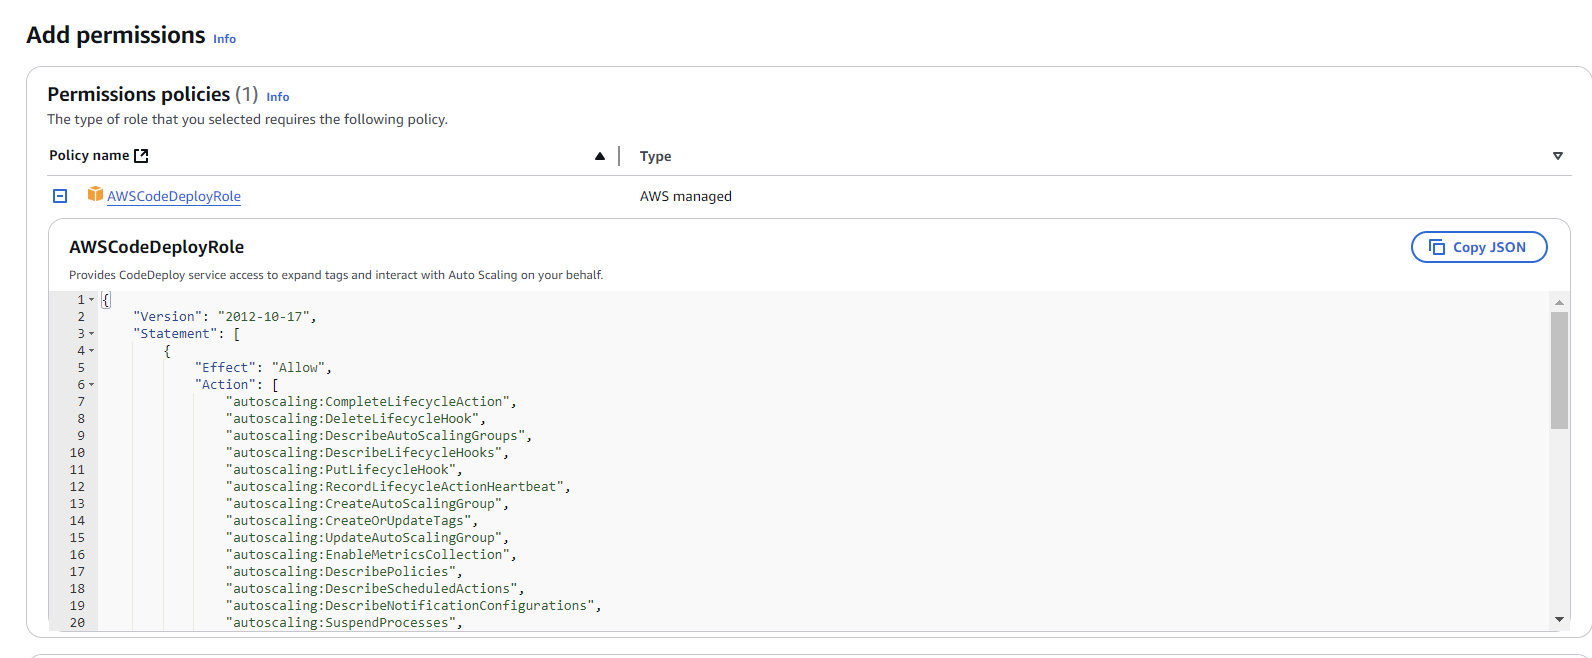 Add permissions Info
Permissions policies (1) Info
The type of role that you selected requires the following policy.
Policy name Type
AWSCodeDeployRole AWS managed
AWSCodeDeployRole
Copy JSON
Provides CodeDeploy service access to expand tags and interact with Auto Scaling on your behalf.
1 {
2 "Version": "2012-10-17",
3 "Statement": [
4 {
5 "Effect": "Allow",
6 "Action": [
7 "autoscaling:CompleteLifecycleAction",
8 "autoscaling:DeleteLifecycleHook",
9 "autoscaling:DescribeAutoScalingGroups",
10 "autoscaling:DescribeLifecycleHooks",
11 "autoscaling:PutLifecycleHook",
12 "autoscaling:RecordLifecycleActionHeartbeat",
13 "autoscaling:CreateAutoScalingGroup",
14 "autoscaling:CreateOrUpdateTags",
15 "autoscaling:UpdateAutoScalingGroup",
16 "autoscaling:EnableMetricsCollection",
17 "autoscaling:DescribePolicies",
18 "autoscaling:DescribeScheduledActions",
19 "autoscaling:DescribeNotificationConfigurations",
20 "autoscaling:SuspendProcesses",